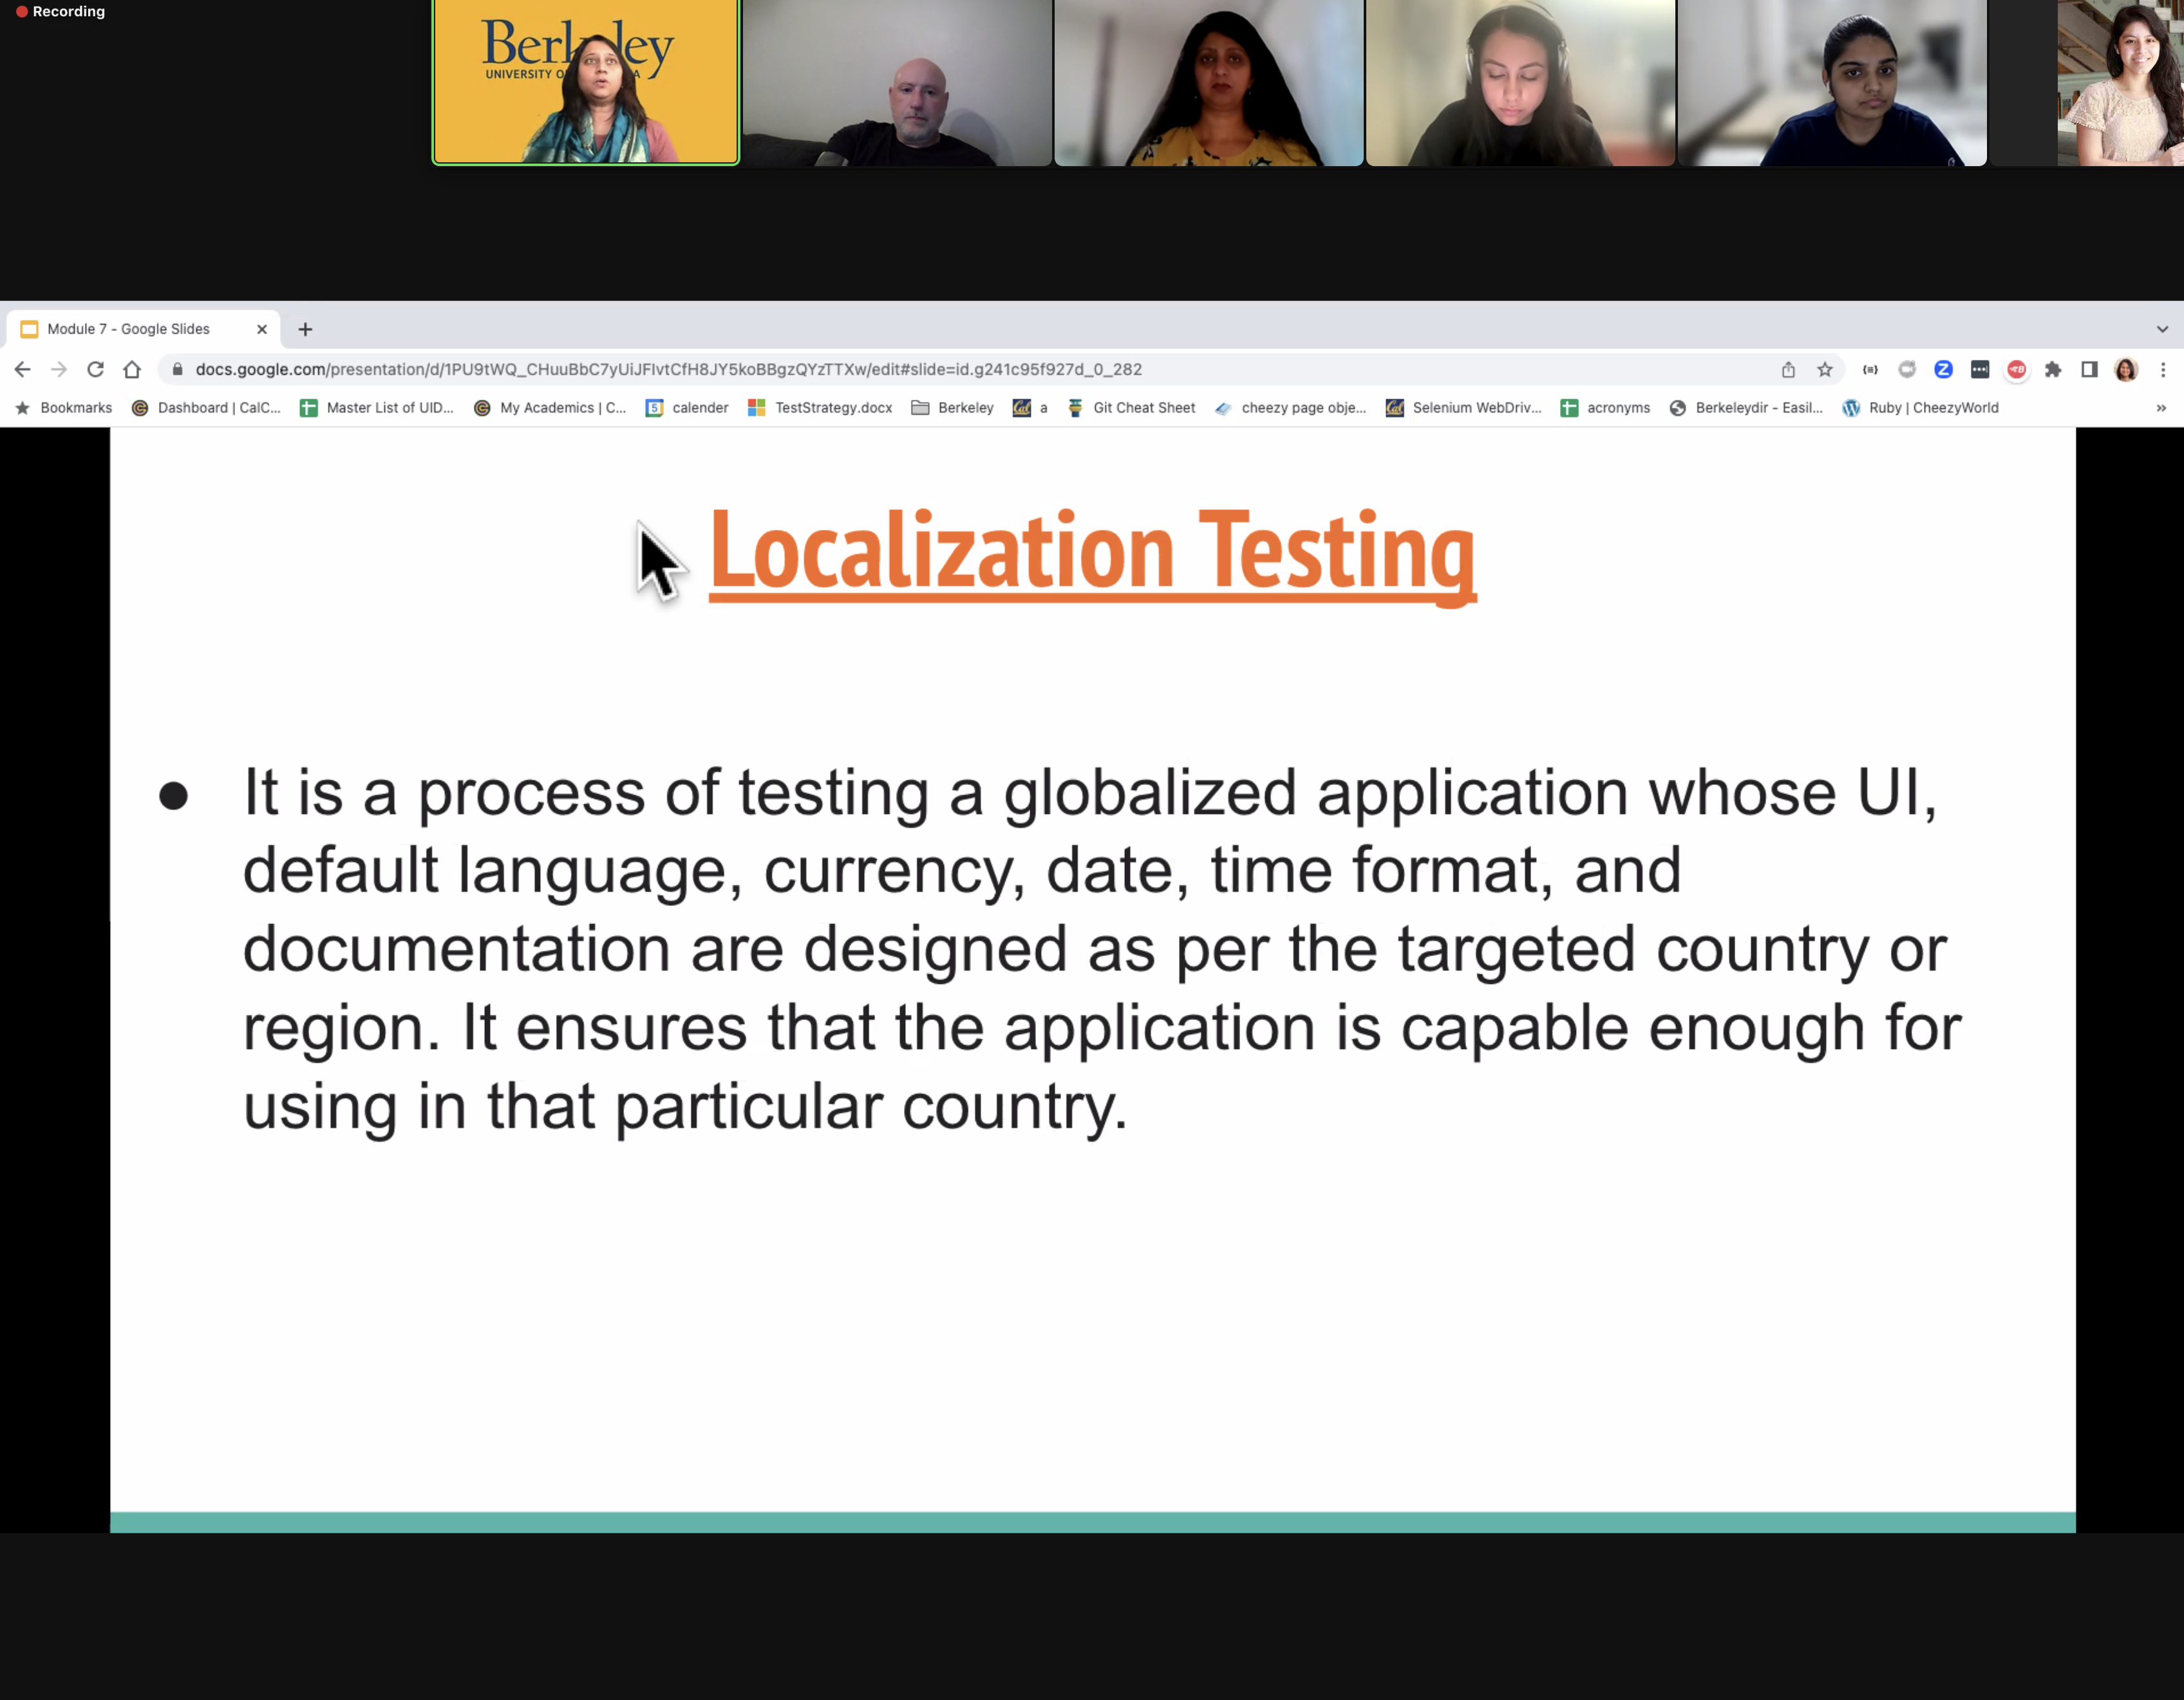 Recording
Berkeley
UNIVERSITY O A
Module 7 - Google Slides
docs.google.com/presentation/d/1PU9tWQ_CHuuBbC7yUiJFIvtCfH8JY5koBBgzQYzTTXw/edit#slide=id.g241c95f927d_0_282
Bookmarks Dashboard | CalC... Master List of UID... My Academics | C... 5 calender TestStrategy.docx Berkeley Cal a Git Cheat Sheet cheezy page obje... Cal Selenium WebDriv... acronyms Berkeleydir - Easil... Ruby | CheezyWorld
Localization Testing
● It is a process of testing a globalized application whose UI,
default language, currency, date, time format, and
documentation are designed as per the targeted country or
region. It ensures that the application is capable enough for
using in that particular country.